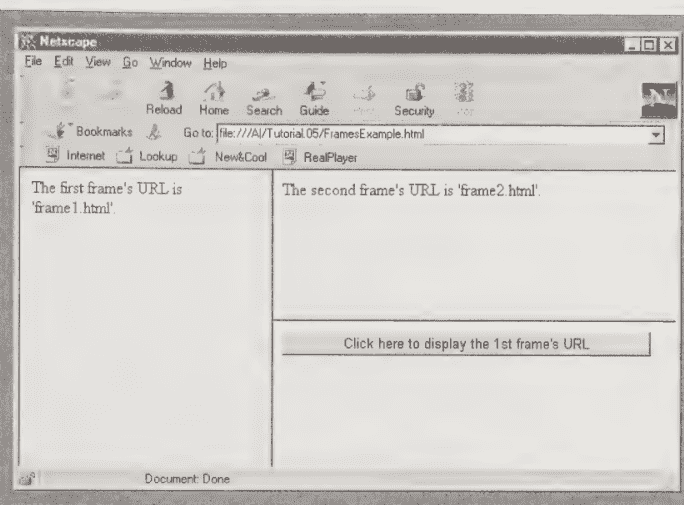 Netscape
File Edit View Go Window Help
Reload Home Search Guide Security
Bookmarks Go to: file:///A|/Tutorial.05/FramesExample.html
Internet Lookup New&Cool RealPlayer
The first frame's URL is
'frame1.html'.
The second frame's URL is 'frame2.html'.
Click here to display the 1st frame's URL
Document: Done